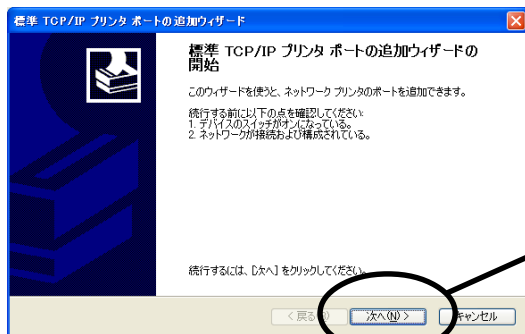 標準 TCP/IP プリンタ ポートの追加ウィザード
標準 TCP/IP プリンタ ポートの追加ウィザードの
開始
このウィザードを使うと、ネットワーク プリンタのポートを追加できます。
続行する前に以下の点を確認してください:
1. デバイスのスイッチがオンになっている。
2. ネットワークが接続および構成されている。
続行するには、[次へ] をクリックしてください。
< 戻る(B) 次へ(N) > キャンセル